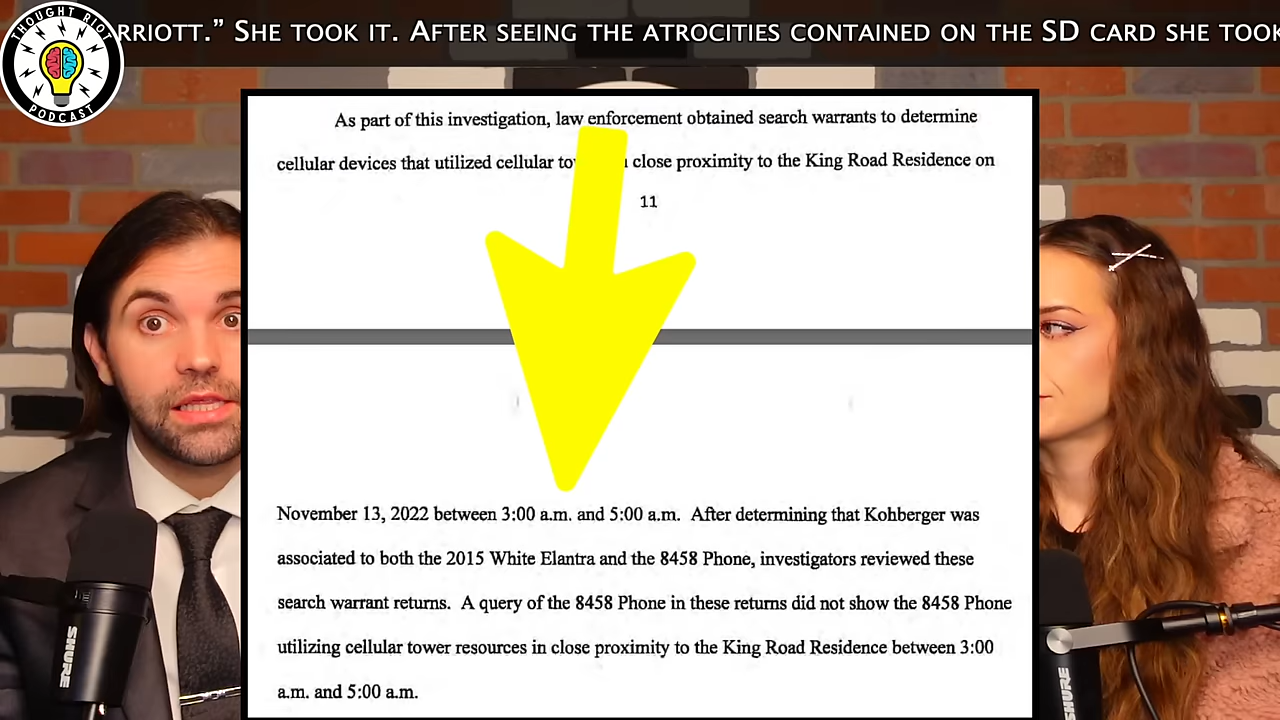 RRIOTT.” SHE TOOK IT. AFTER SEEING THE ATROCITIES CONTAINED ON THE SD CARD SHE TOOK
THOUGHT RIOT
PODCAST
As part of this investigation, law enforcement obtained search warrants to determine
cellular devices that utilized cellular close proximity to the King Road Residence on
11
November 13, 2022 between 3:00 a.m. and 5:00 a.m. After determining that Kohberger was
associated to both the 2015 White Elantra and the 8458 Phone, investigators reviewed these
search warrant returns. A query of the 8458 Phone in these returns did not show the 8458 Phone
utilizing cellular tower resources in close proximity to the King Road Residence between 3:00
a.m. and 5:00 a.m.
SHURE
SHURE